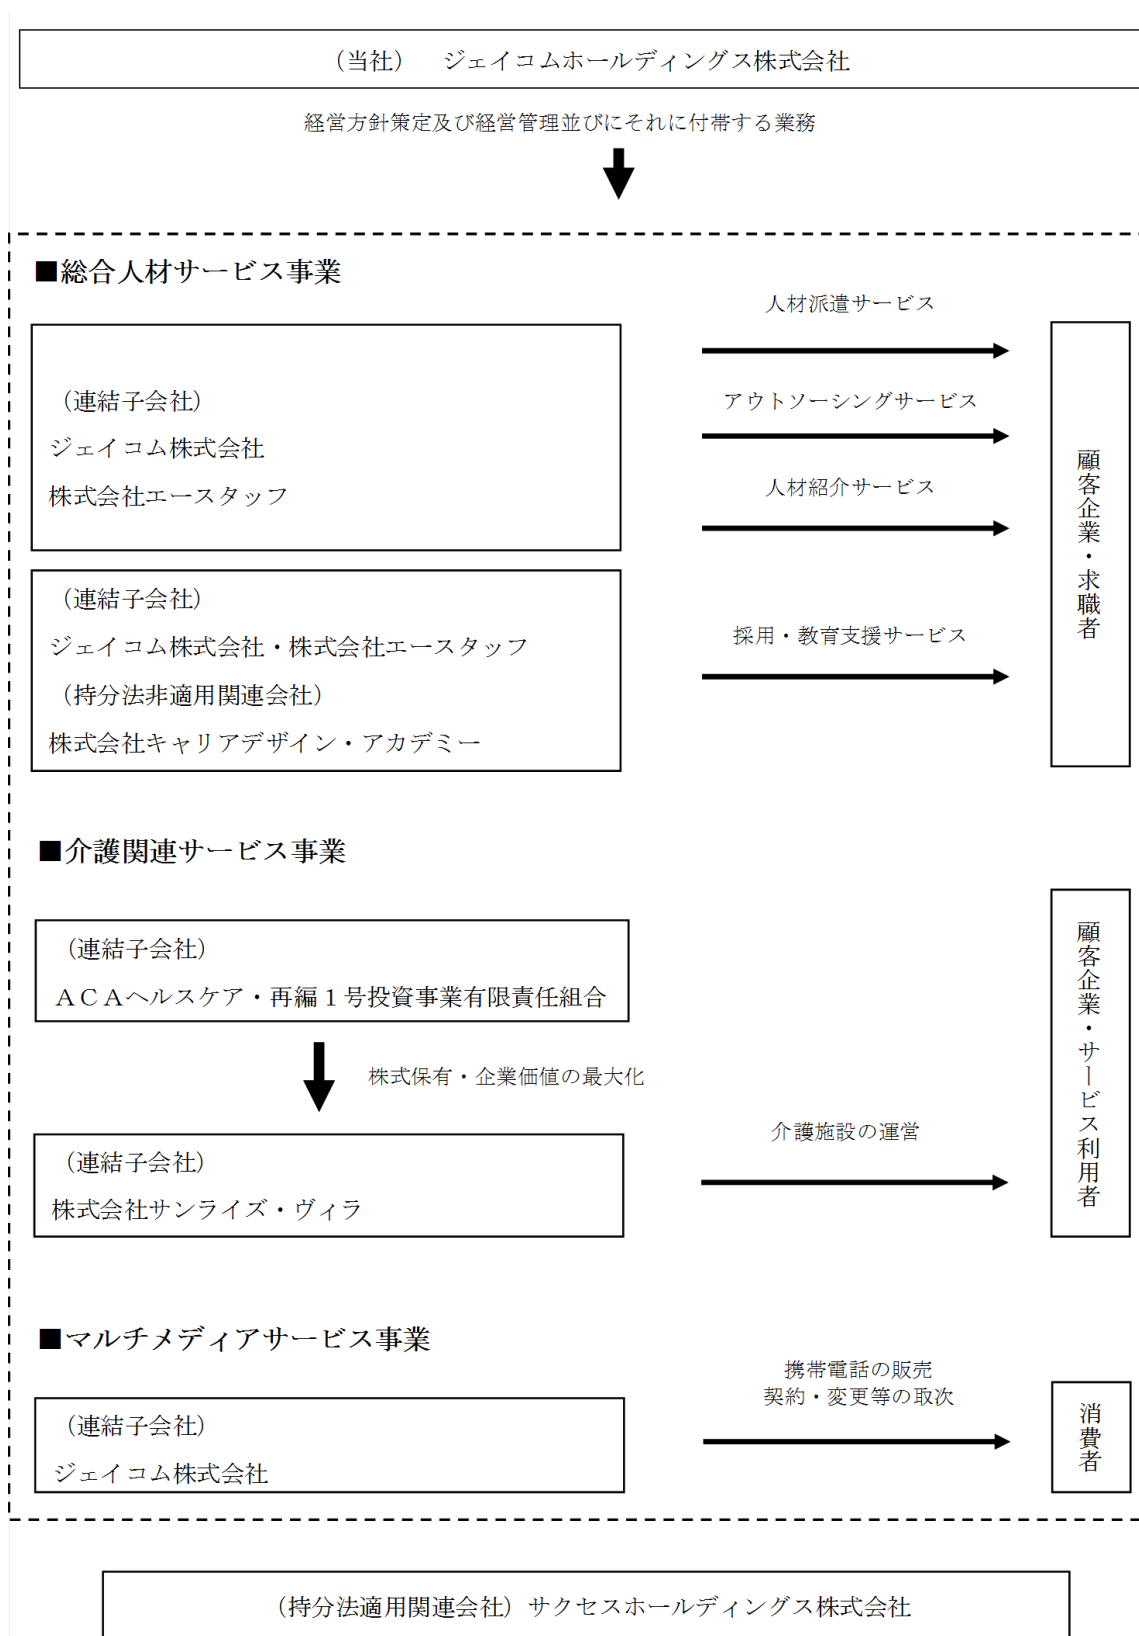 （当社）　ジェイコムホールディングス株式会社
経営方針策定及び経営管理並びにそれに付帯する業務
■総合人材サービス事業
（連結子会社）
ジェイコム株式会社
株式会社エースタッフ
人材派遣サービス
アウトソーシングサービス
人材紹介サービス
（連結子会社）
ジェイコム株式会社・株式会社エースタッフ
（持分法非適用関連会社）
株式会社キャリアデザイン・アカデミー
採用・教育支援サービス
顧客企業・求職者
■介護関連サービス事業
（連結子会社）
ＡＣＡヘルスケア・再編１号投資事業有限責任組合
株式保有・企業価値の最大化
（連結子会社）
株式会社サンライズ・ヴィラ
介護施設の運営
顧客企業・サービス利用者
■マルチメディアサービス事業
（連結子会社）
ジェイコム株式会社
携帯電話の販売
契約・変更等の取次
消費者
（持分法適用関連会社）サクセスホールディングス株式会社